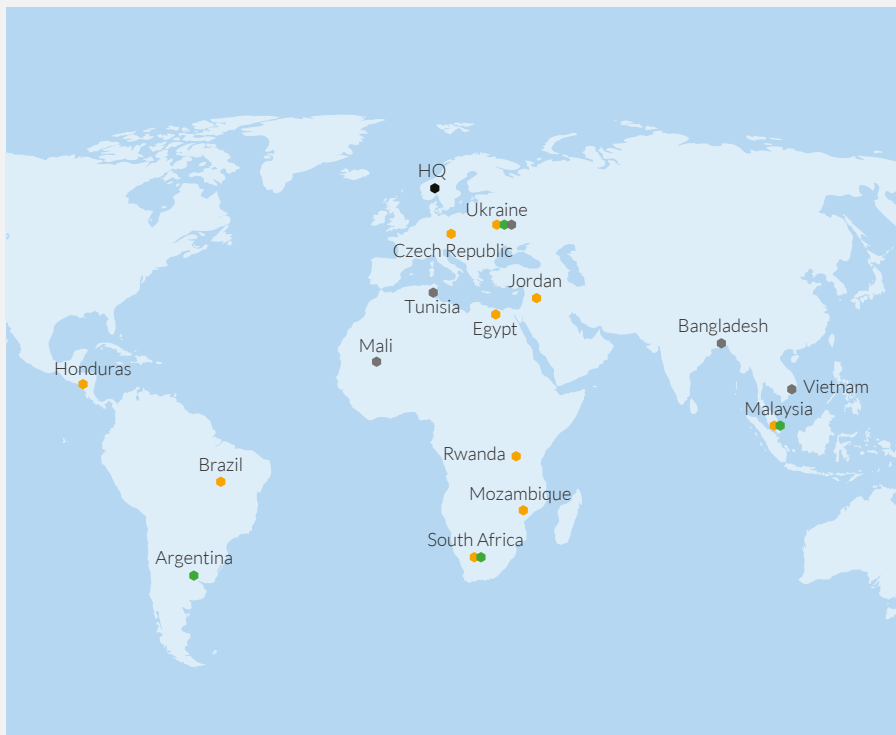 HQ
Ukraine
Czech Republic
Jordan
Tunisia
Egypt
Bangladesh
Mali
Honduras
Vietnam
Malaysia
Rwanda
Brazil
Mozambique
South Africa
Argentina